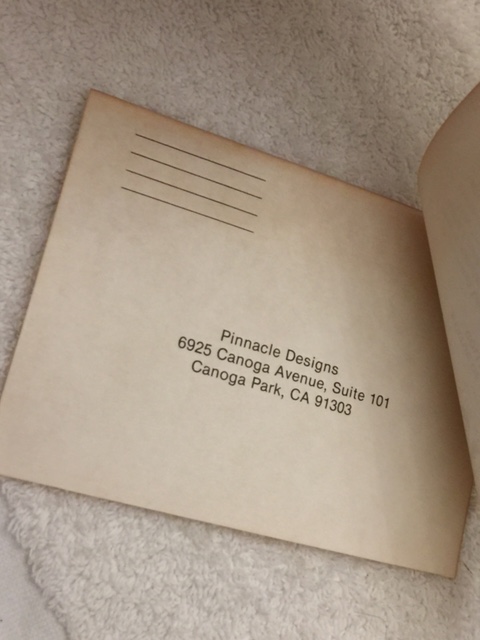 Pinnacle Designs
6925 Canoga Avenue, Suite 101
Canoga Park, CA 91303